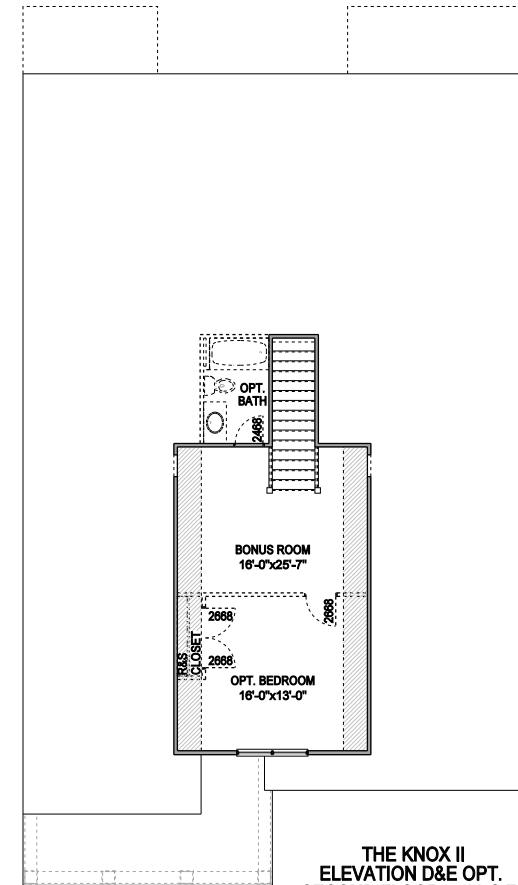 OPT.
BATH
2468
BONUS ROOM
16'-0"x25'-7"
2668
2668
CLOSET
R&S
2668
OPT. BEDROOM
16'-0"x13'-0"
THE KNOX II
ELEVATION D&E OPT.